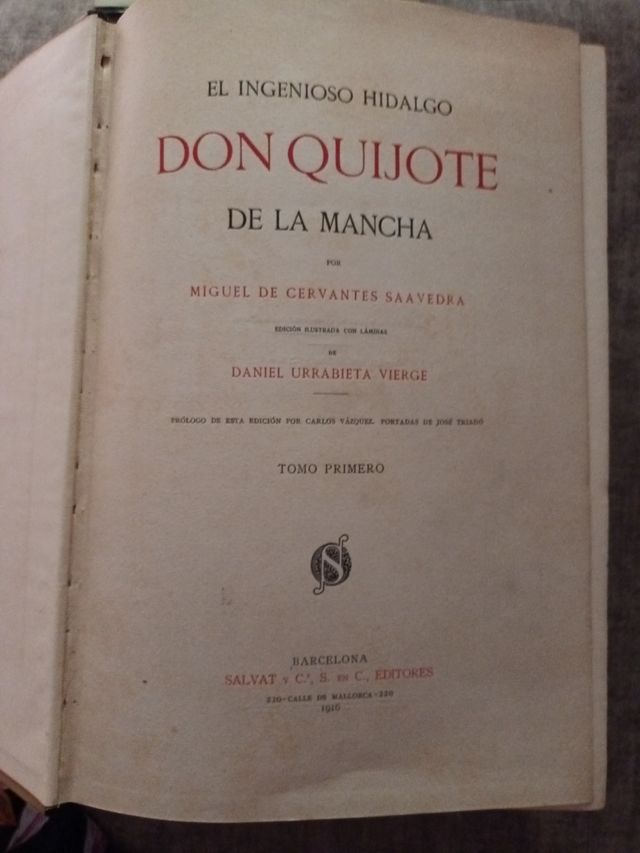 EL INGENIOSO HIDALGO
DON QUIJOTE
DE LA MANCHA
POR
MIGUEL DE CERVANTES SAAVEDRA
EDICIÓN ILUSTRADA CON LÁMINAS
DE
DANIEL URRABIETA VIERGE
PRÓLOGO DE ESTA EDICIÓN POR CARLOS VÁZQUEZ. PORTADAS DE JOSÉ TRIADÓ
TOMO PRIMERO
BARCELONA
SALVAT Y C.ª, S. EN C., EDITORES
220-CALLE DE MALLORCA-220
1916